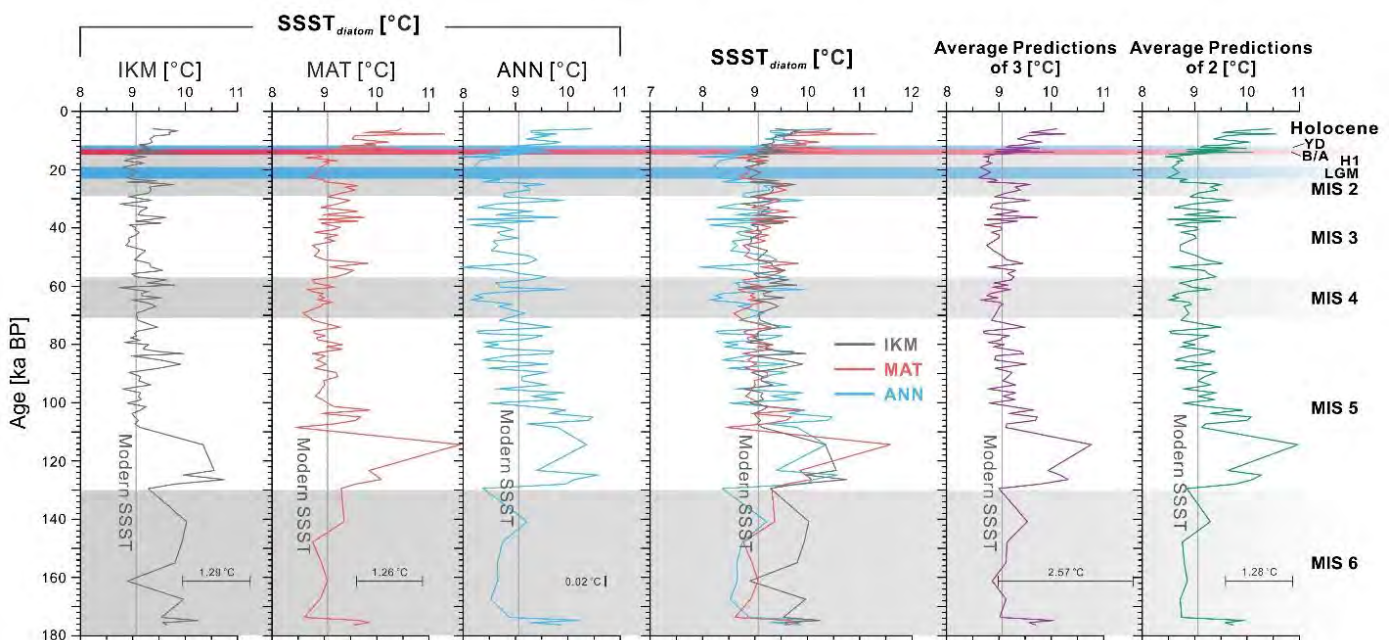 SSST diatom [°C]
IKM [°C]
MAT [°C]
ANN [°C]
SSST diatom [°C]
Average Predictions
of 3 [°C]
Average Predictions
of 2 [°C]
8 9 10 11
8 9 10 11
8 9 10 11
7 8 9 10 11 12
8 9 10 11
8 9 10 11
Age [ka BP]
0
20
40
60
80
100
120
140
160
180
Modern SSST
Modern SSST
Modern SSST
Modern SSST
Modern SSST
Modern SSST
1.29 °C
1.26 °C
0.02 °C
2.57 °C
1.28 °C
IKM
MAT
ANN
Holocene
YD
B/A
H1
LGM
MIS 2
MIS 3
MIS 4
MIS 5
MIS 6